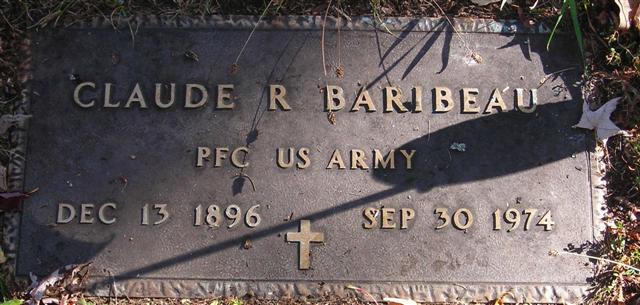 CLAUDE R BARIBEAU
PFC US ARMY
DEC 13 1896 SEP 30 1974